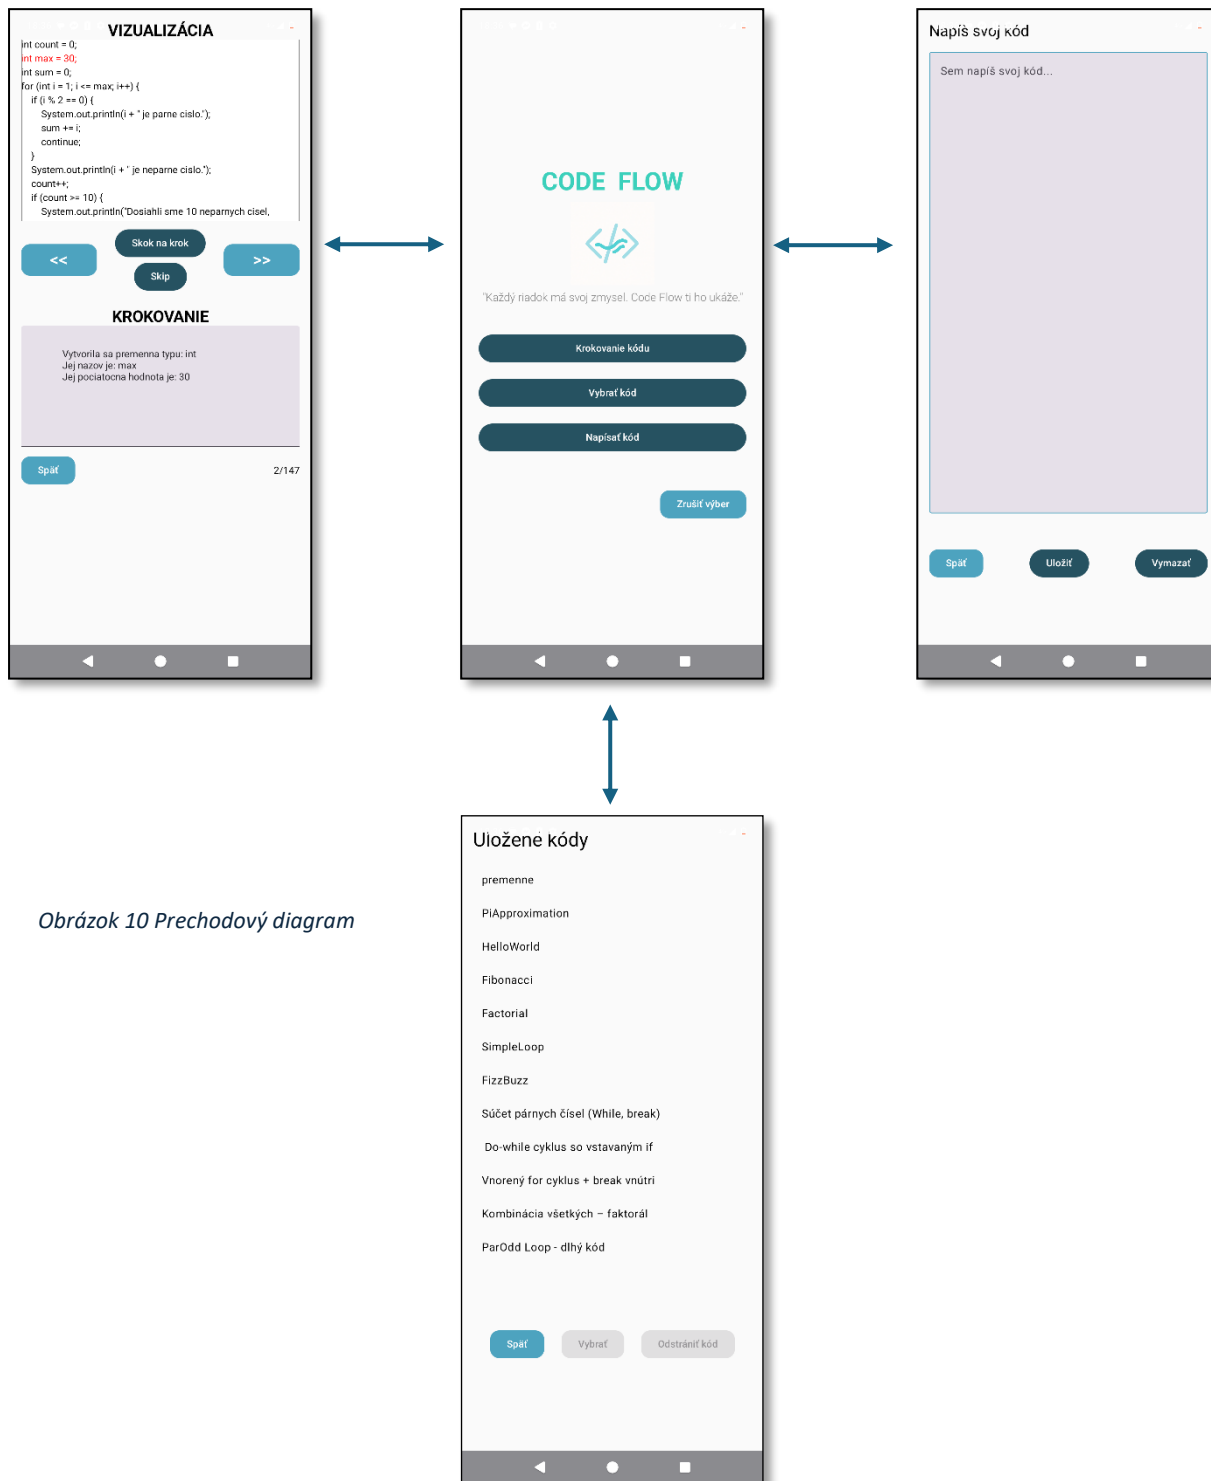 VIZUALIZÁCIA
int count = 0;
int max = 30;
int sum = 0;
for (int i = 1; i <= max; i++) {
if (i % 2 == 0) {
System.out.println(i + " je parne cislo.");
sum += i;
continue;
}
System.out.println(i + " je neparne cislo.");
count++;
if (count >= 10) {
System.out.println("Dosiahli sme 10 neparnych cisel,
<<
Skok na krok
Skip
>>
KROKOVANIE
Vytvorila sa premenna typu: int
Jej nazov je: max
Jej pociatocna hodnota je: 30
Späť
2/147
CODE FLOW
</>
"Každý riadok má svoj zmysel. Code Flow ti ho ukáže."
Krokovanie kódu
Vybrať kód
Napísať kód
Zrušiť výber
Napíš svoj kód
Sem napíš svoj kód...
Späť
Uložiť
Vymazať
Uložené kódy
premenne
PiApproximation
HelloWorld
Fibonacci
Factorial
SimpleLoop
FizzBuzz
Súčet párnych čísel (While, break)
Do-while cyklus so vstavaným if
Vnorený for cyklus + break vnútri
Kombinácia všetkých – faktorál
ParOdd Loop - dlhý kód
Späť
Vybrať
Odstrániť kód
Obrázok 10 Prechodový diagram